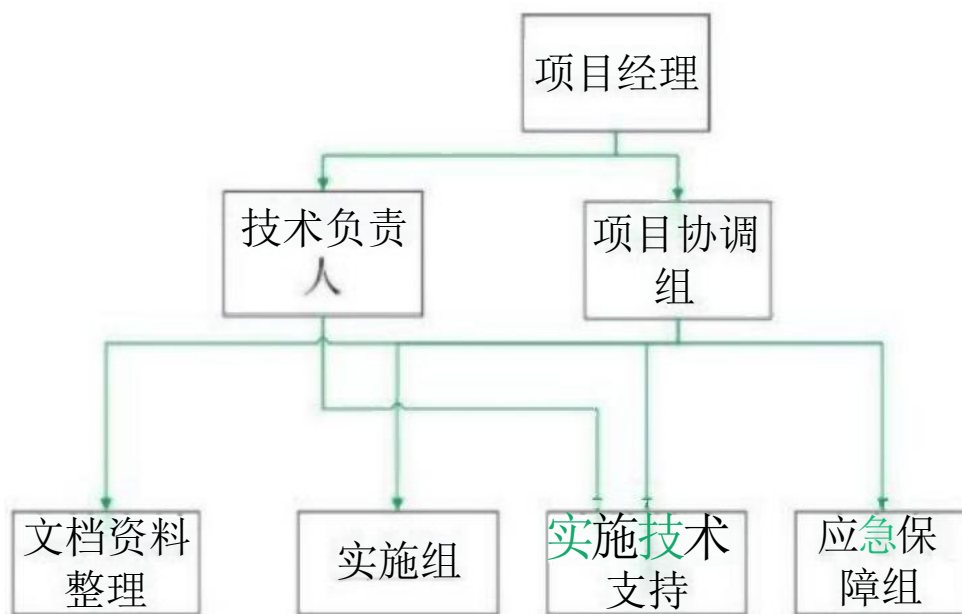 项目经理
技术负责
人
项目协调
组
文档资料
整理
实施组
实施技术
支持
应急保
障组